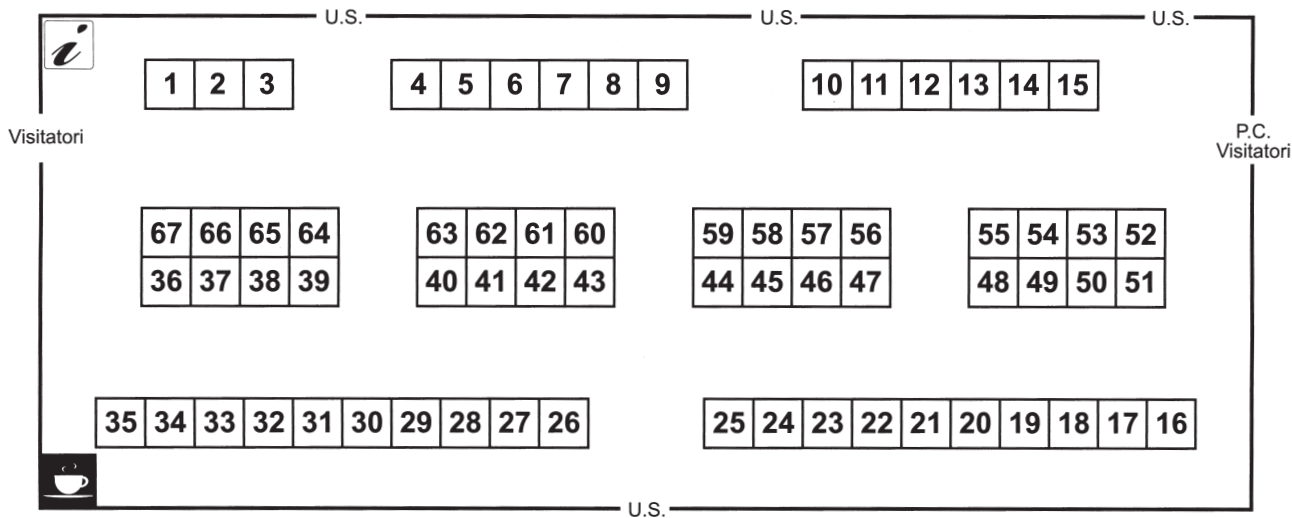 U.S. U.S. U.S.
i
1 2 3 4 5 6 7 8 9 10 11 12 13 14 15
Visitatori
P.C.
Visitatori
67 66 65 64 63 62 61 60 59 58 57 56 55 54 53 52
36 37 38 39 40 41 42 43 44 45 46 47 48 49 50 51
35 34 33 32 31 30 29 28 27 26 25 24 23 22 21 20 19 18 17 16
U.S.